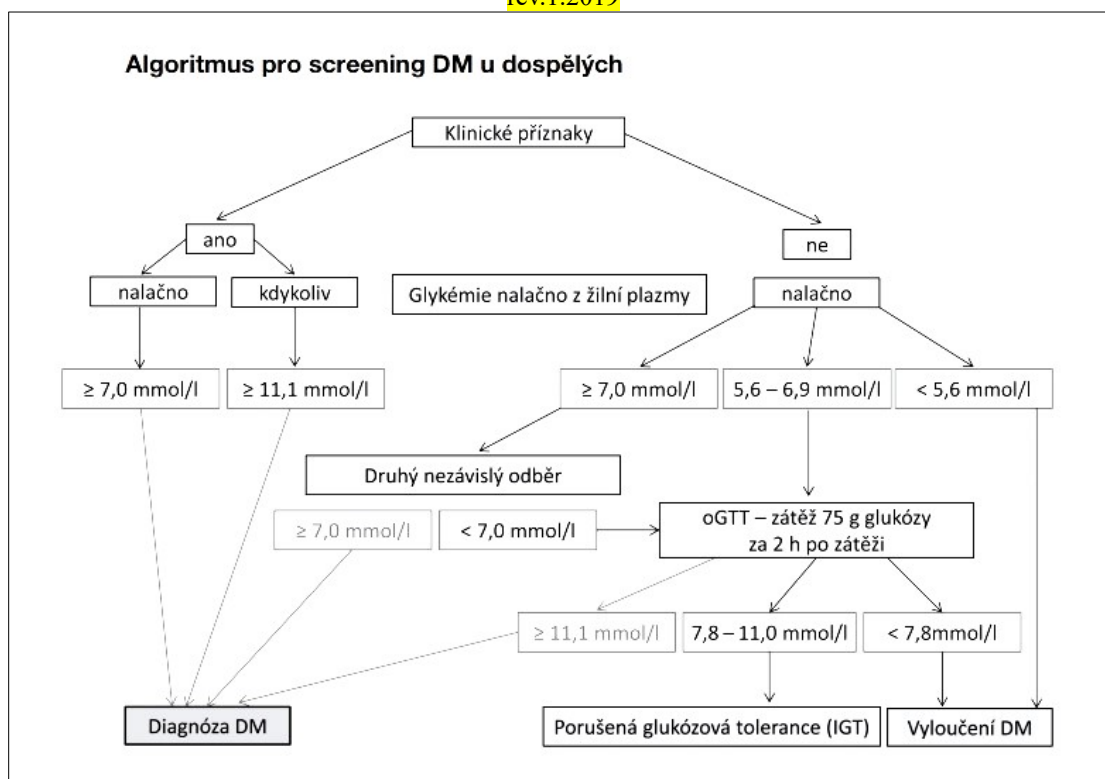 rev.1.2019
Algoritmus pro screening DM u dospělých
Klinické příznaky
ano
ne
nalačno
kdykoliv
Glykémie nalačno z žilní plazmy
nalačno
≥ 7,0 mmol/l
≥ 11,1 mmol/l
≥ 7,0 mmol/l
5,6 – 6,9 mmol/l
< 5,6 mmol/l
Druhý nezávislý odběr
≥ 7,0 mmol/l
< 7,0 mmol/l
oGTT – zátěž 75 g glukózy
za 2 h po zátěži
≥ 11,1 mmol/l
7,8 – 11,0 mmol/l
< 7,8mmol/l
Diagnóza DM
Porušená glukózová tolerance (IGT)
Vyloučení DM